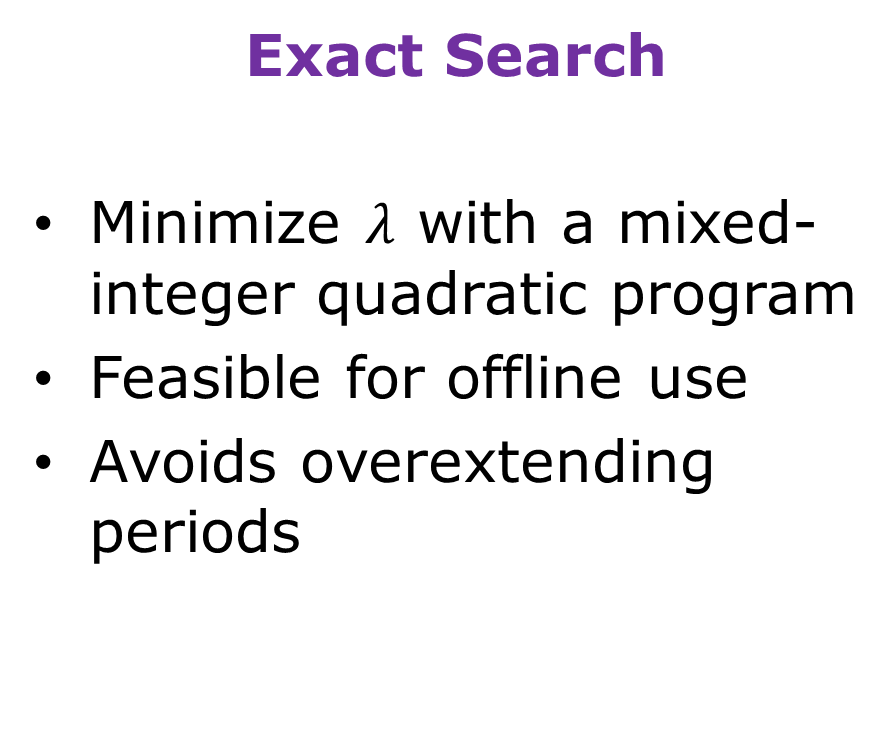 Exact Search
• Minimize λ with a mixed-
integer quadratic program
• Feasible for offline use
• Avoids overextending
periods